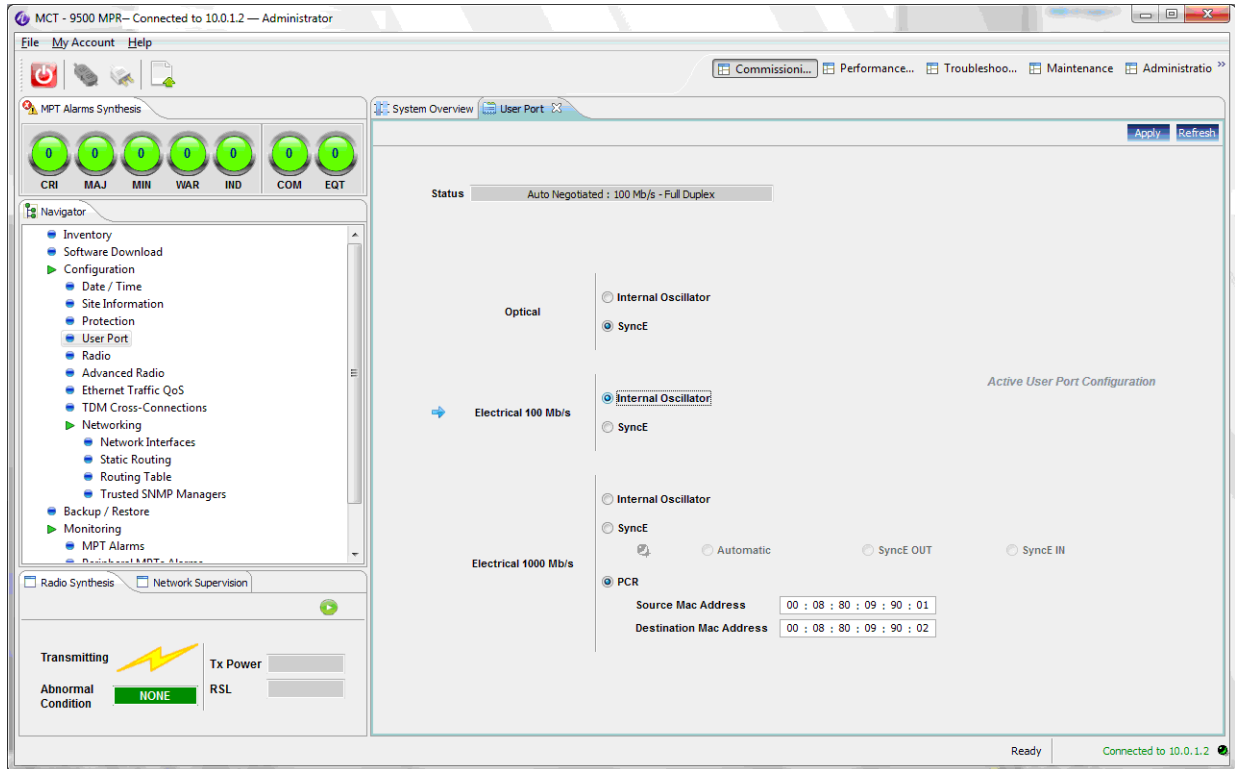 MCT - 9500 MPR– Connected to 10.0.1.2 — Administrator
File My Account Help
Commissioni... Performance... Troubleshoo... Maintenance Administratio »
MPT Alarms Synthesis
0 0 0 0 0 0 0
CRI MAJ MIN WAR IND COM EQT
Navigator
Inventory
Software Download
Configuration
Date / Time
Site Information
Protection
User Port
Radio
Advanced Radio
Ethernet Traffic QoS
TDM Cross-Connections
Networking
Network Interfaces
Static Routing
Routing Table
Trusted SNMP Managers
Backup / Restore
Monitoring
MPT Alarms
Peripheral MPTs Alarms
Radio Synthesis Network Supervision
Transmitting
Tx Power
Abnormal Condition NONE
RSL
System Overview User Port
Apply Refresh
Status Auto Negotiated : 100 Mb/s - Full Duplex
Optical
Internal Oscillator
SyncE
Active User Port Configuration
Electrical 100 Mb/s
Internal Oscillator
SyncE
Electrical 1000 Mb/s
Internal Oscillator
SyncE
Automatic SyncE OUT SyncE IN
PCR
Source Mac Address 00 : 08 : 80 : 09 : 90 : 01
Destination Mac Address 00 : 08 : 80 : 09 : 90 : 02
Ready Connected to 10.0.1.2